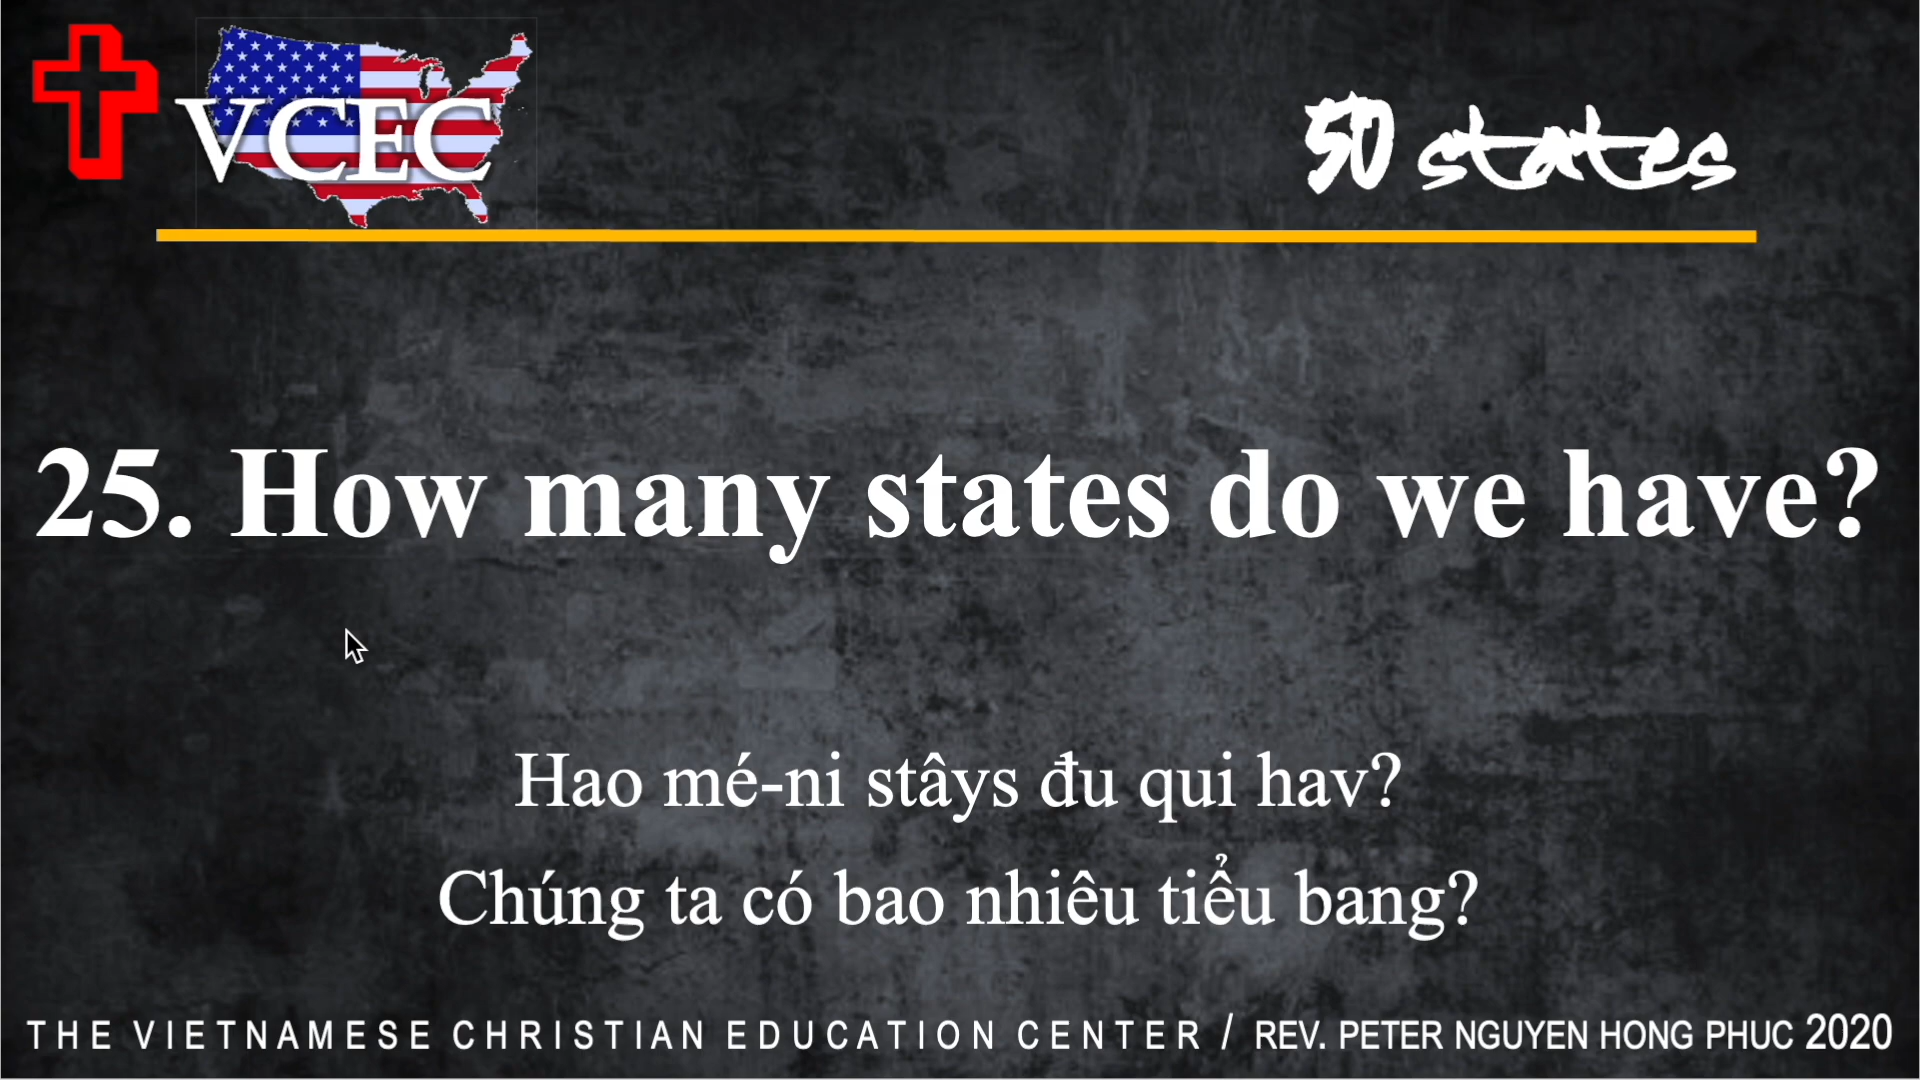 VCEC
50 states
25. How many states do we have?
Hao mé-ni stâys đu qui hav?
Chúng ta có bao nhiêu tiểu bang?
THE VIETNAMESE CHRISTIAN EDUCATION CENTER / REV. PETER NGUYEN HONG PHUC 2020